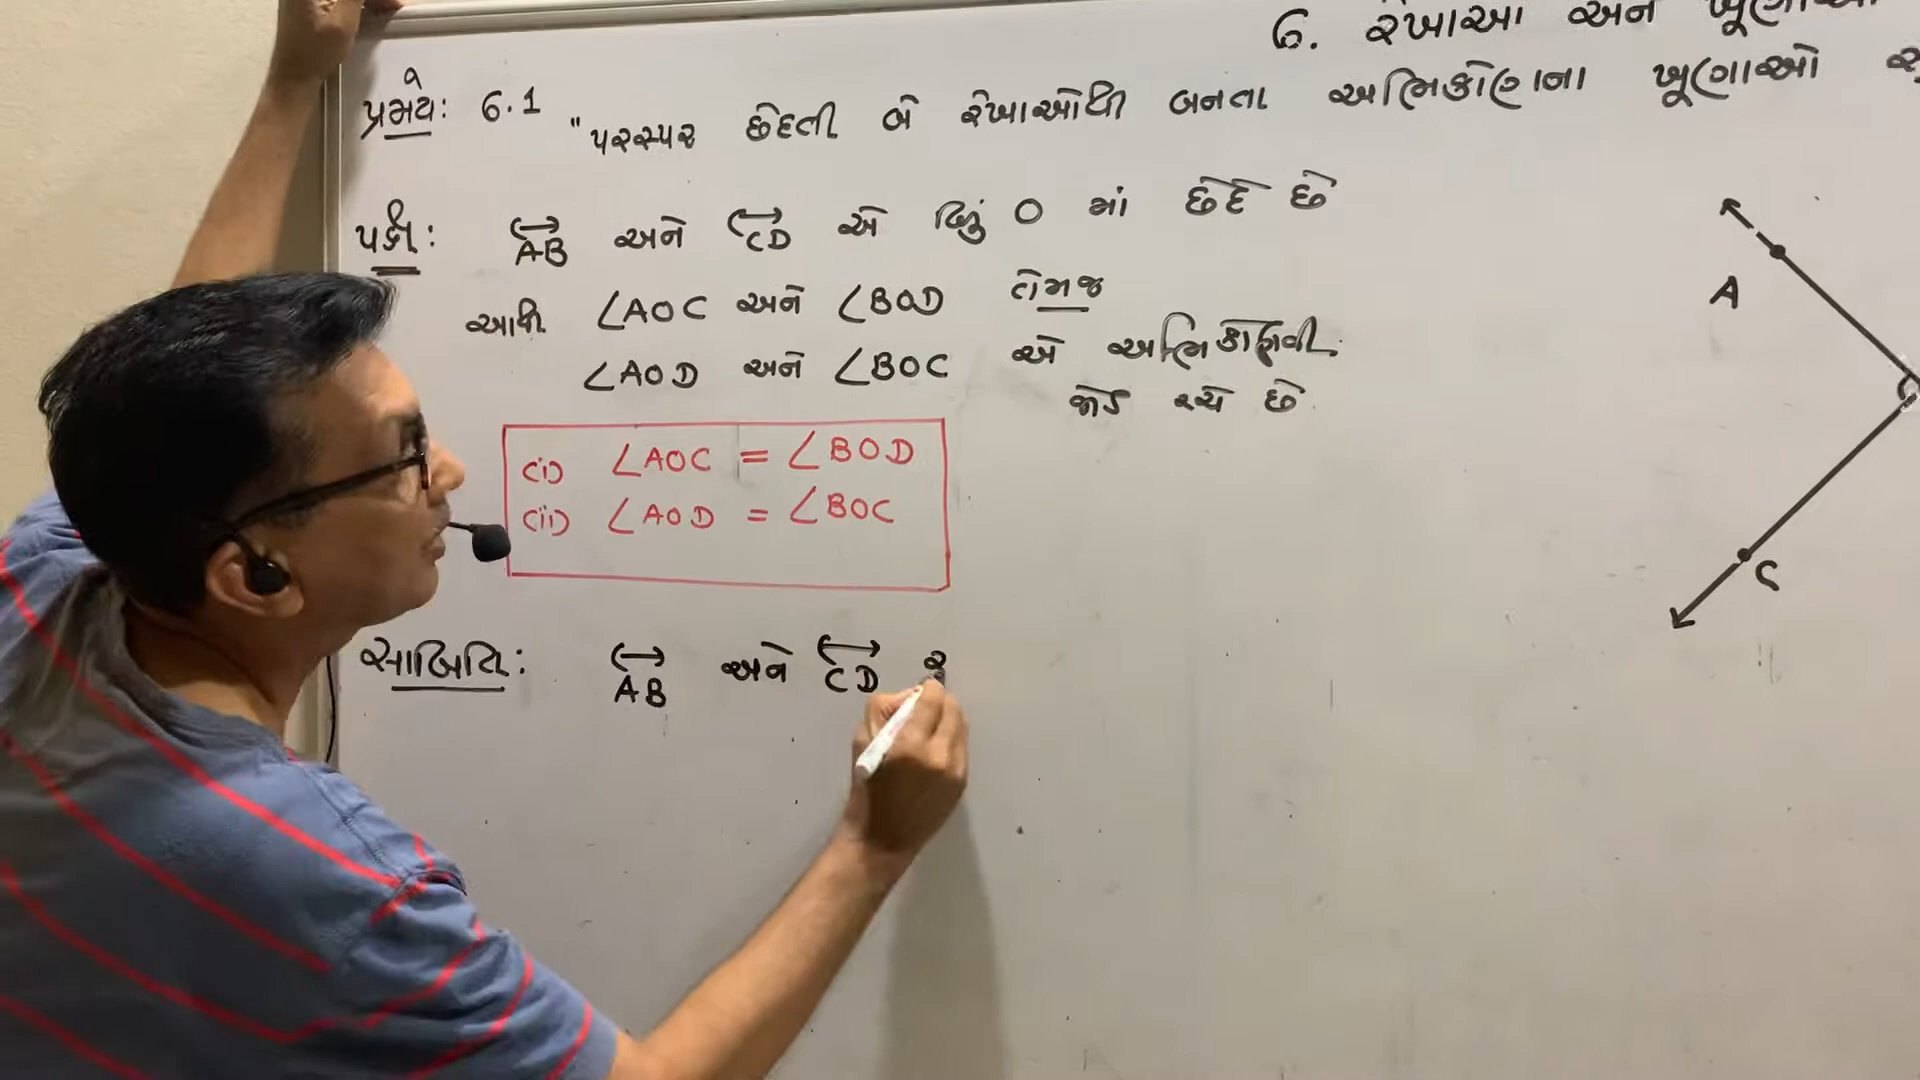 6. રેખાઓ અને ખૂણાઓ
પ્રમેય: 6.1 "પરસ્પર છેદતી બે રેખાઓથી બનતા અભિકોણના ખૂણાઓ
પક્ષ: AB અને CD એ બિંદુ O માં છેદે છે
આથી ∠AOC અને ∠BOD તેમજ
∠AOD અને ∠BOC એ અભિકોણની
જોડ રચે છે.
(i) ∠AOC = ∠BOD
(ii) ∠AOD = ∠BOC
સાબિતિ: AB અને CD
A
C